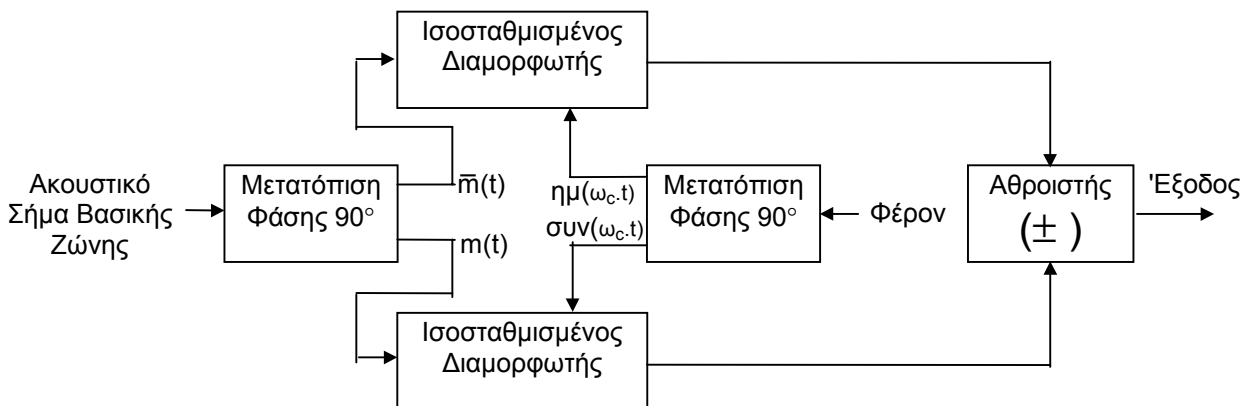 Ισοσταθμισμένος
Διαμορφωτής
Ακουστικό
Σήμα Βασικής
Ζώνης
Μετατόπιση
Φάσης 90°
m̅(t)
m(t)
ημ(ωc.t)
συν(ωc.t)
Μετατόπιση
Φάσης 90°
Φέρον
Αθροιστής
(± )
'Εξοδος
Ισοσταθμισμένος
Διαμορφωτής